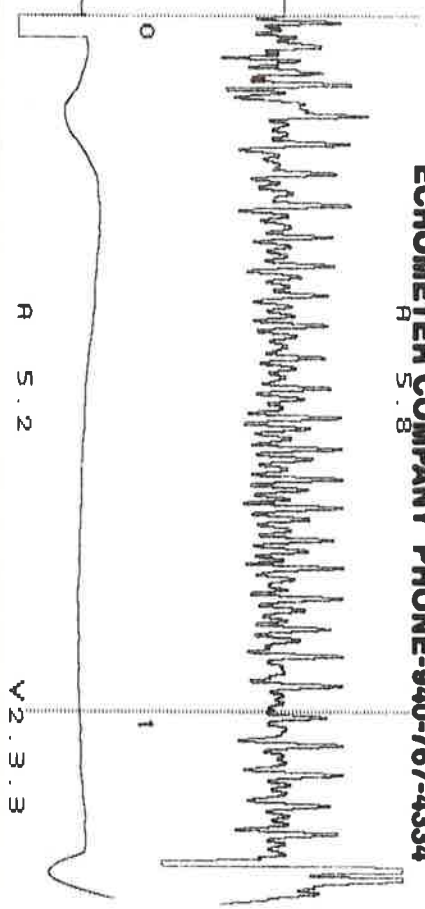 ECHOMETER COMPANY PHONE-940-767-4334
A 5.8
0
1
A 5.2
V2.3.3